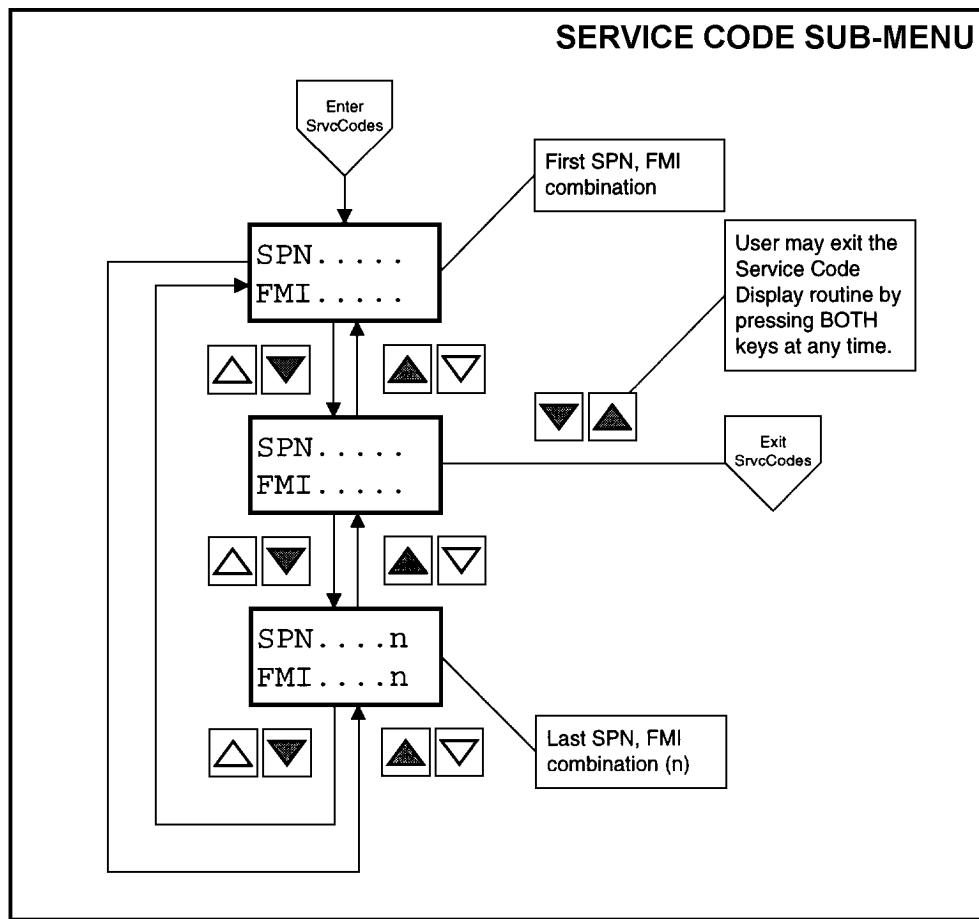 SERVICE CODE SUB-MENU
Enter
SrvcCodes
First SPN, FMI
combination
SPN.....
FMI.....
User may exit the
Service Code
Display routine by
pressing BOTH
keys at any time.
SPN.....
FMI.....
Exit
SrvcCodes
SPN....n
FMI....n
Last SPN, FMI
combination (n)